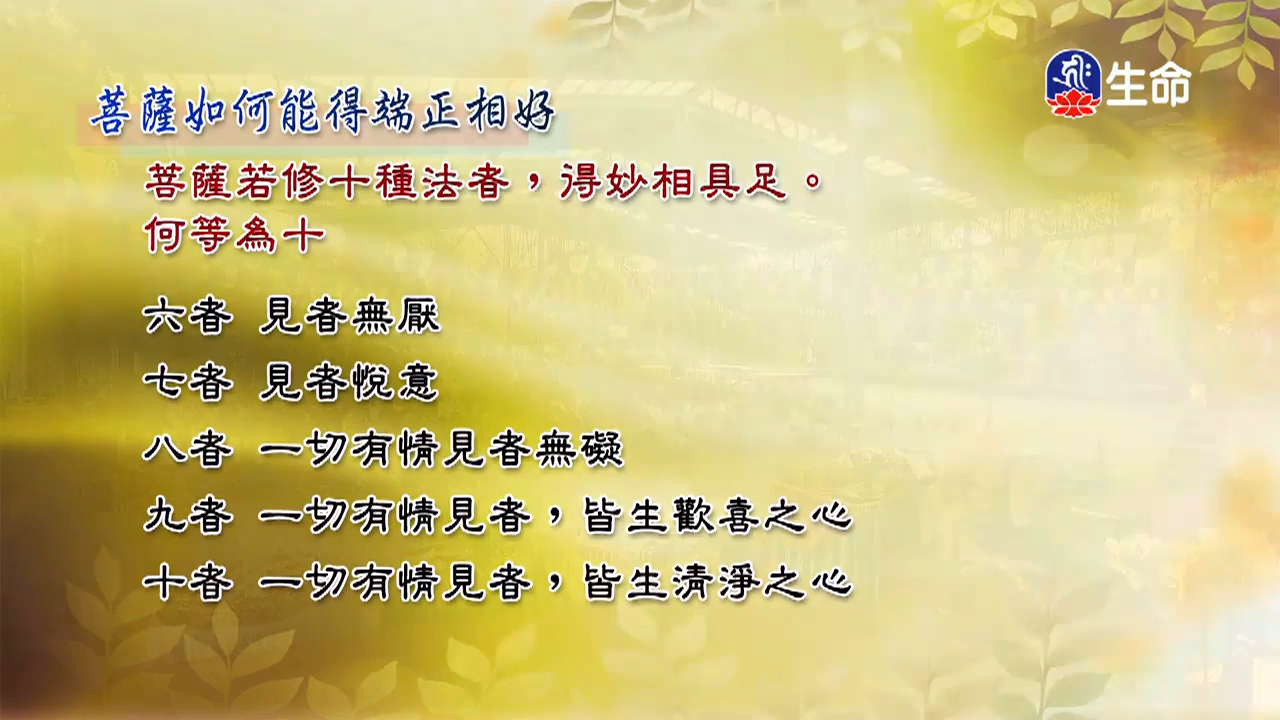 生命
菩薩如何能得端正相好
菩薩若修十種法者，得妙相具足。
何等為十
六者 見者無厭
七者 見者悅意
八者 一切有情見者無礙
九者 一切有情見者，皆生歡喜之心
十者 一切有情見者，皆生清淨之心